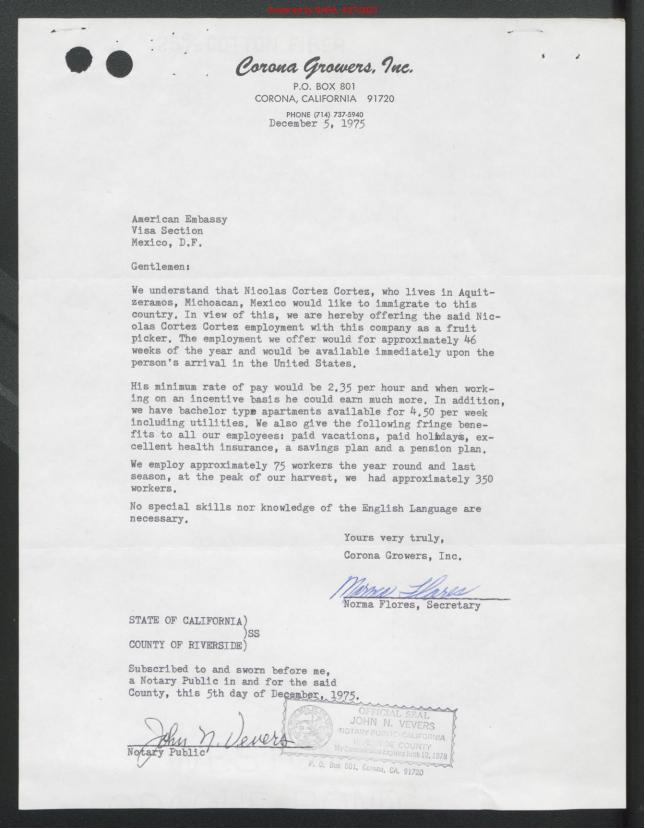 Corona Growers, Inc.
P.O. BOX 801
CORONA, CALIFORNIA 91720
PHONE (714) 737-5940
December 5, 1975
American Embassy
Visa Section
Mexico, D.F.
Gentlemen:
We understand that Nicolas Cortez Cortez, who lives in Aquit-
zeramos, Michoacan, Mexico would like to immigrate to this
country. In view of this, we are hereby offering the said Nic-
olas Cortez Cortez employment with this company as a fruit
picker. The employment we offer would for approximately 46
weeks of the year and would be available immediately upon the
person's arrival in the United States.
His minimum rate of pay would be 2.35 per hour and when work-
ing on an incentive basis he could earn much more. In addition,
we have bachelor type apartments available for 4.50 per week
including utilities. We also give the following fringe bene-
fits to all our employees: paid vacations, paid holidays, ex-
cellent health insurance, a savings plan and a pension plan.
We employ approximately 75 workers the year round and last
season, at the peak of our harvest, we had approximately 350
workers.
No special skills nor knowledge of the English Language are
necessary.
Yours very truly,
Corona Growers, Inc.
Norma Flores
Norma Flores, Secretary
STATE OF CALIFORNIA)
)SS
COUNTY OF RIVERSIDE)
Subscribed to and sworn before me,
a Notary Public in and for the said
County, this 5th day of December, 1975.
OFFICIAL SEAL
JOHN N. VEVERS
NOTARY PUBLIC-CALIFORNIA
RIVERSIDE COUNTY
My Commission Expires
P. O. Box 801, Corona, CA. 91720
John N. Vevers
Notary Public